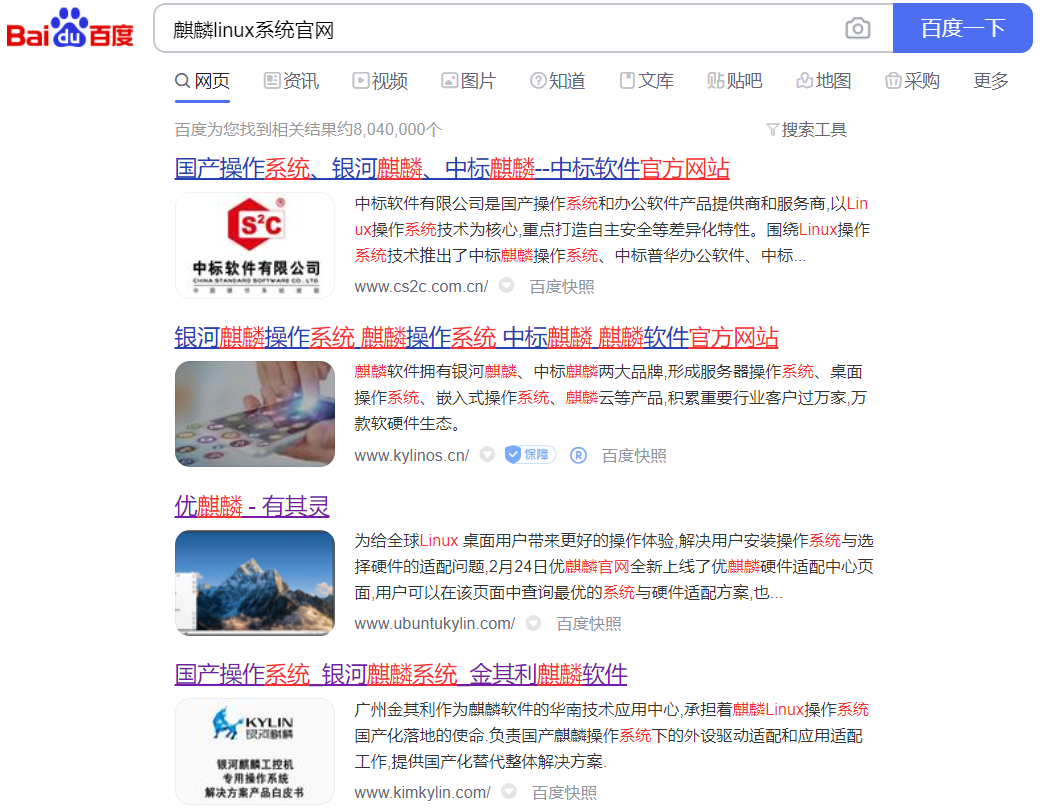 Bai du 百度
麒麟linux系统官网
百度一下
网页 资讯 视频 图片 知道 文库 贴吧 地图 采购 更多
百度为您找到相关结果约8,040,000个
搜索工具
国产操作系统、银河麒麟、中标麒麟--中标软件官方网站
S²C ®
中标软件有限公司
CHINA STANDARD SOFTWARE CO., LTD.
中标软件有限公司是国产操作系统和办公软件产品提供商和服务商,以Lin
ux操作系统技术为核心,重点打造自主安全等差异化特性。围绕Linux操作
系统技术推出了中标麒麟操作系统、中标普华办公软件、中标...
www.cs2c.com.cn/ 百度快照
银河麒麟操作系统 麒麟操作系统 中标麒麟 麒麟软件官方网站
麒麟软件拥有银河麒麟、中标麒麟两大品牌,形成服务器操作系统、桌面
操作系统、嵌入式操作系统、麒麟云等产品,积累重要行业客户过万家,万
款软硬件生态。
www.kylinos.cn/ 保障 R 百度快照
优麒麟 - 有其灵
为给全球Linux 桌面用户带来更好的操作体验,解决用户安装操作系统与选
择硬件的适配问题,2月24日优麒麟官网全新上线了优麒麟硬件适配中心页
面,用户可以在该页面中查询最优的系统与硬件适配方案,也...
www.ubuntukylin.com/ 百度快照
国产操作系统_银河麒麟系统_金其利麒麟软件
KYLIN
银河麒麟
银河麒麟工控机
专用操作系统
解决方案产品白皮书
广州金其利作为麒麟软件的华南技术应用中心,承担着麒麟Linux操作系统
国产化落地的使命.负责国产麒麟操作系统下的外设驱动适配和应用适配
工作,提供国产化替代整体解决方案.
www.kimkylin.com/ 百度快照